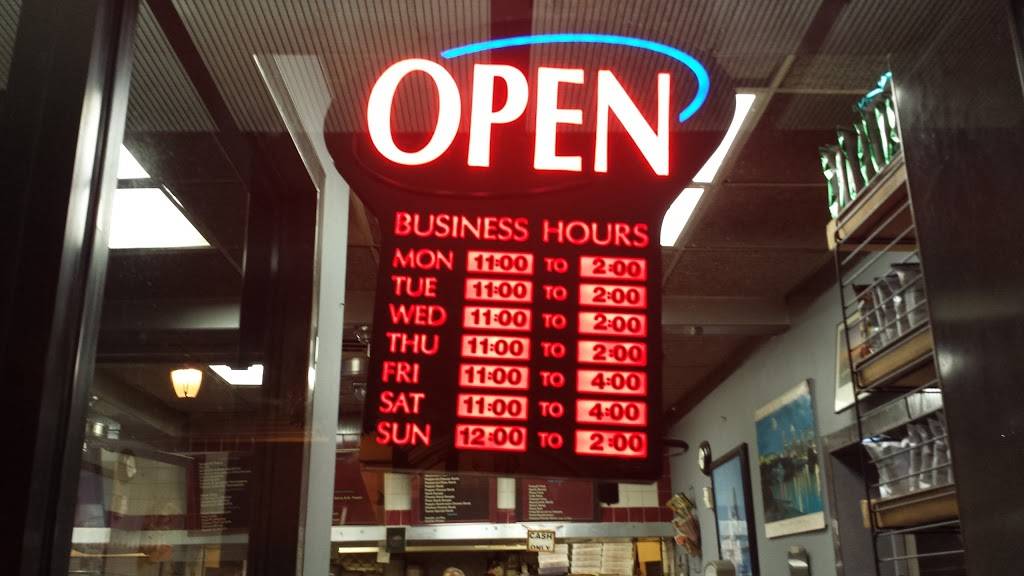 OPEN
BUSINESS HOURS
MON 11:00 TO 2:00
TUE 11:00 TO 2:00
WED 11:00 TO 2:00
THU 11:00 TO 2:00
FRI 11:00 TO 4:00
SAT 11:00 TO 4:00
SUN 12:00 TO 2:00
CASH
ONLY